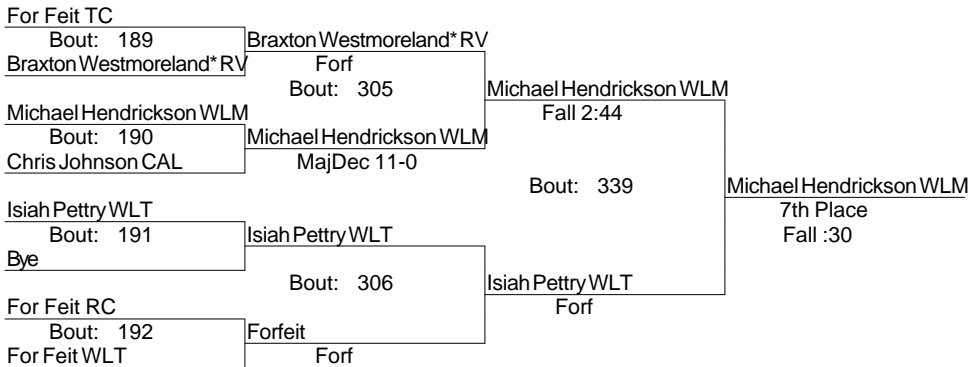 For Feit TC
Bout: 189
Braxton Westmoreland* RV
Braxton Westmoreland* RV
Forf
Bout: 305
Michael Hendrickson WLM
Michael Hendrickson WLM
Fall 2:44
Bout: 190
Michael Hendrickson WLM
Chris Johnson CAL
MajDec 11-0
Bout: 339
Michael Hendrickson WLM
7th Place
Fall :30
Isiah Pettry WLT
Bout: 191
Isiah Pettry WLT
Bye
Bout: 306
Isiah Pettry WLT
Forf
For Feit RC
Bout: 192
Forfeit
For Feit WLT
Forf